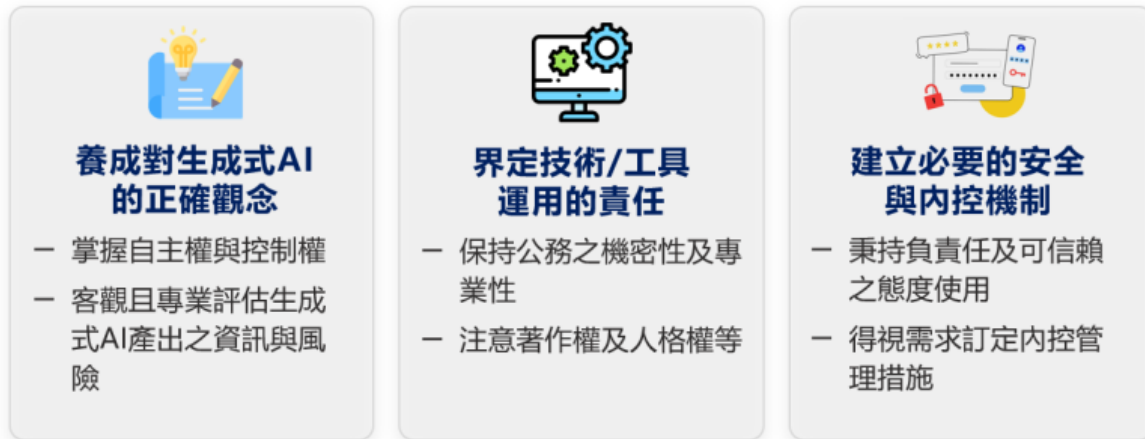 養成對生成式AI
的正確觀念
— 掌握自主權與控制權
— 客觀且專業評估生成
式AI產出之資訊與風
險
界定技術/工具
運用的責任
— 保持公務之機密性及專
業性
— 注意著作權及人格權等
建立必要的安全
與內控機制
— 秉持負責任及可信賴
之態度使用
— 得視需求訂定內控管
理措施